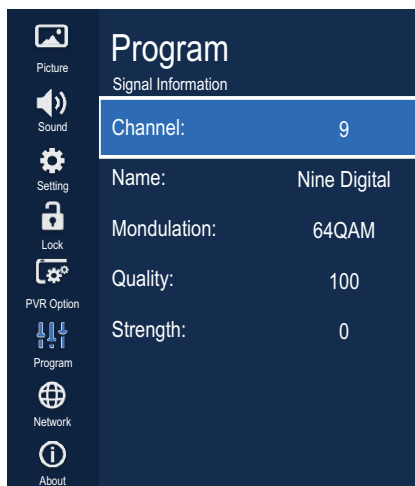 Picture
Sound
Setting
Lock
PVR Option
Program
Network
About
Program
Signal Information
Channel: 9
Name: Nine Digital
Mondulation: 64QAM
Quality: 100
Strength: 0